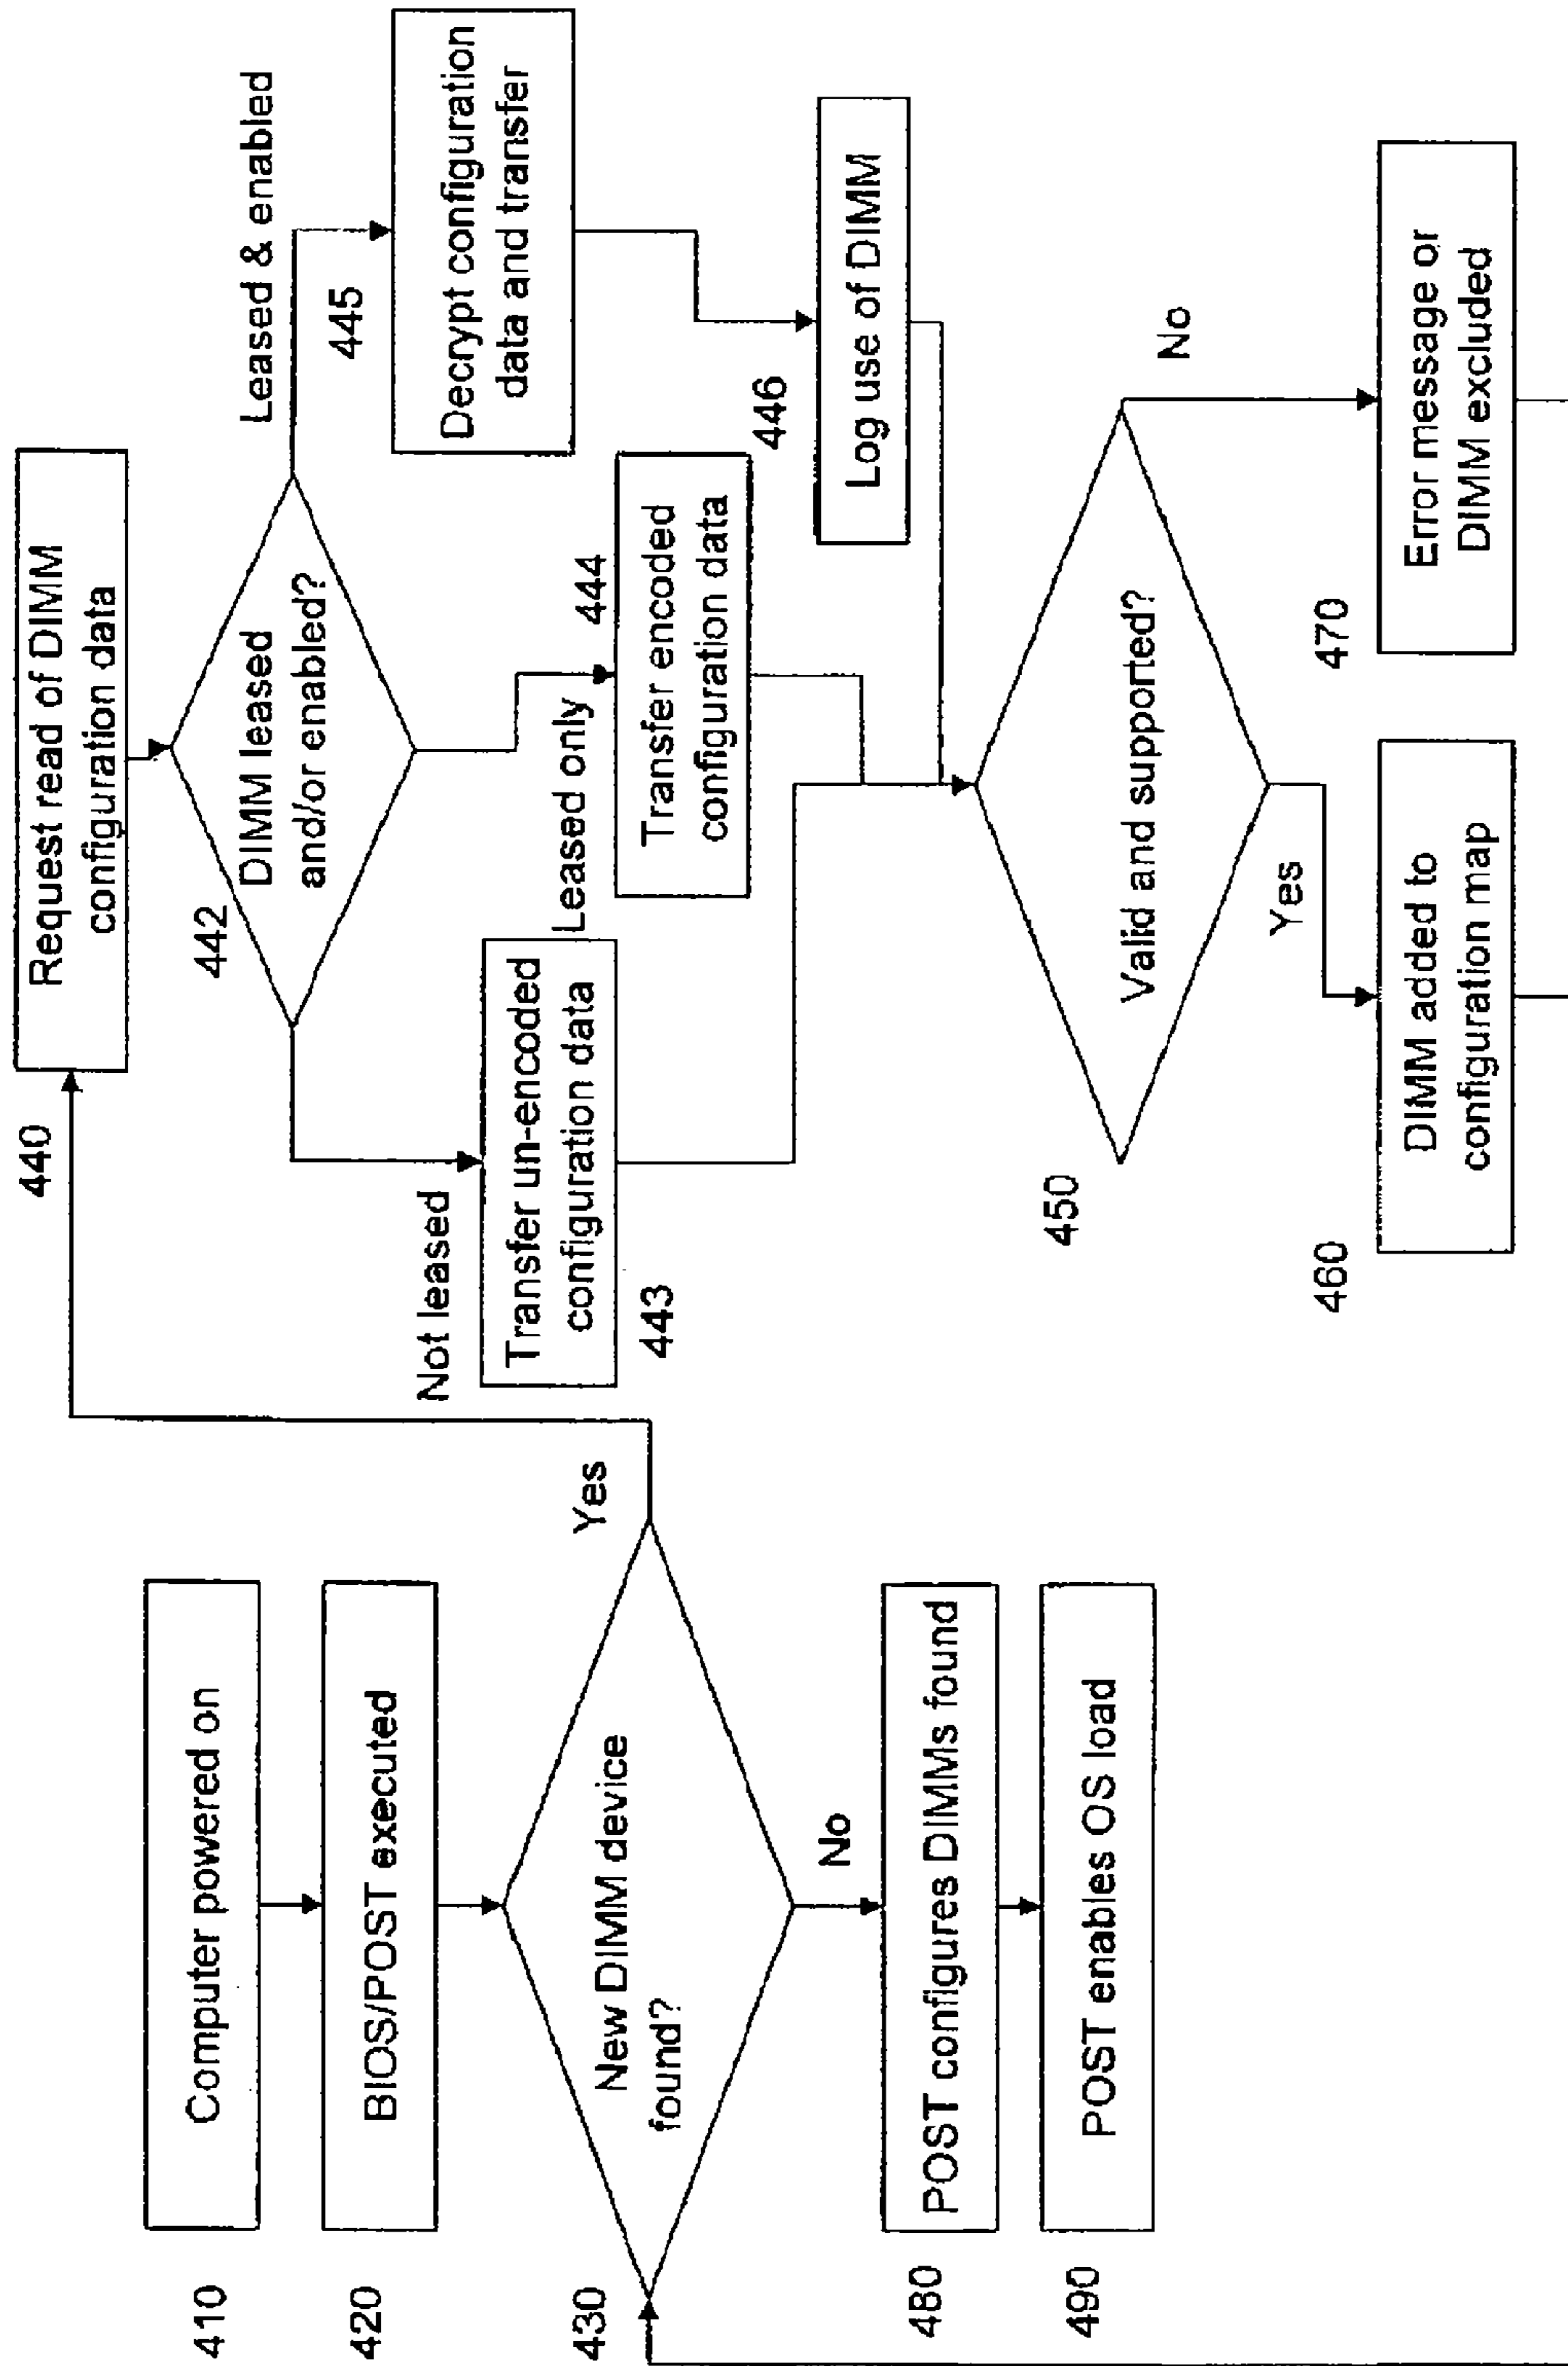 410
Computer powered on
420
BIOS/POST executed
430
New DIMM device
found?
Yes
No
480
POST configures DIMMs found
490
POST enables OS load
440
Request read of DIMM
configuration data
442
DIMM leased
and/or enabled?
Not leased
Transfer un-encoded
configuration data
443
Leased only
444
Transfer encoded
configuration data
Leased & enabled
445
Decrypt configuration
data and transfer
446
Log use of DIMM
450
Valid and supported?
Yes
No
460
DIMM added to
configuration map
470
Error message or
DIMM excluded